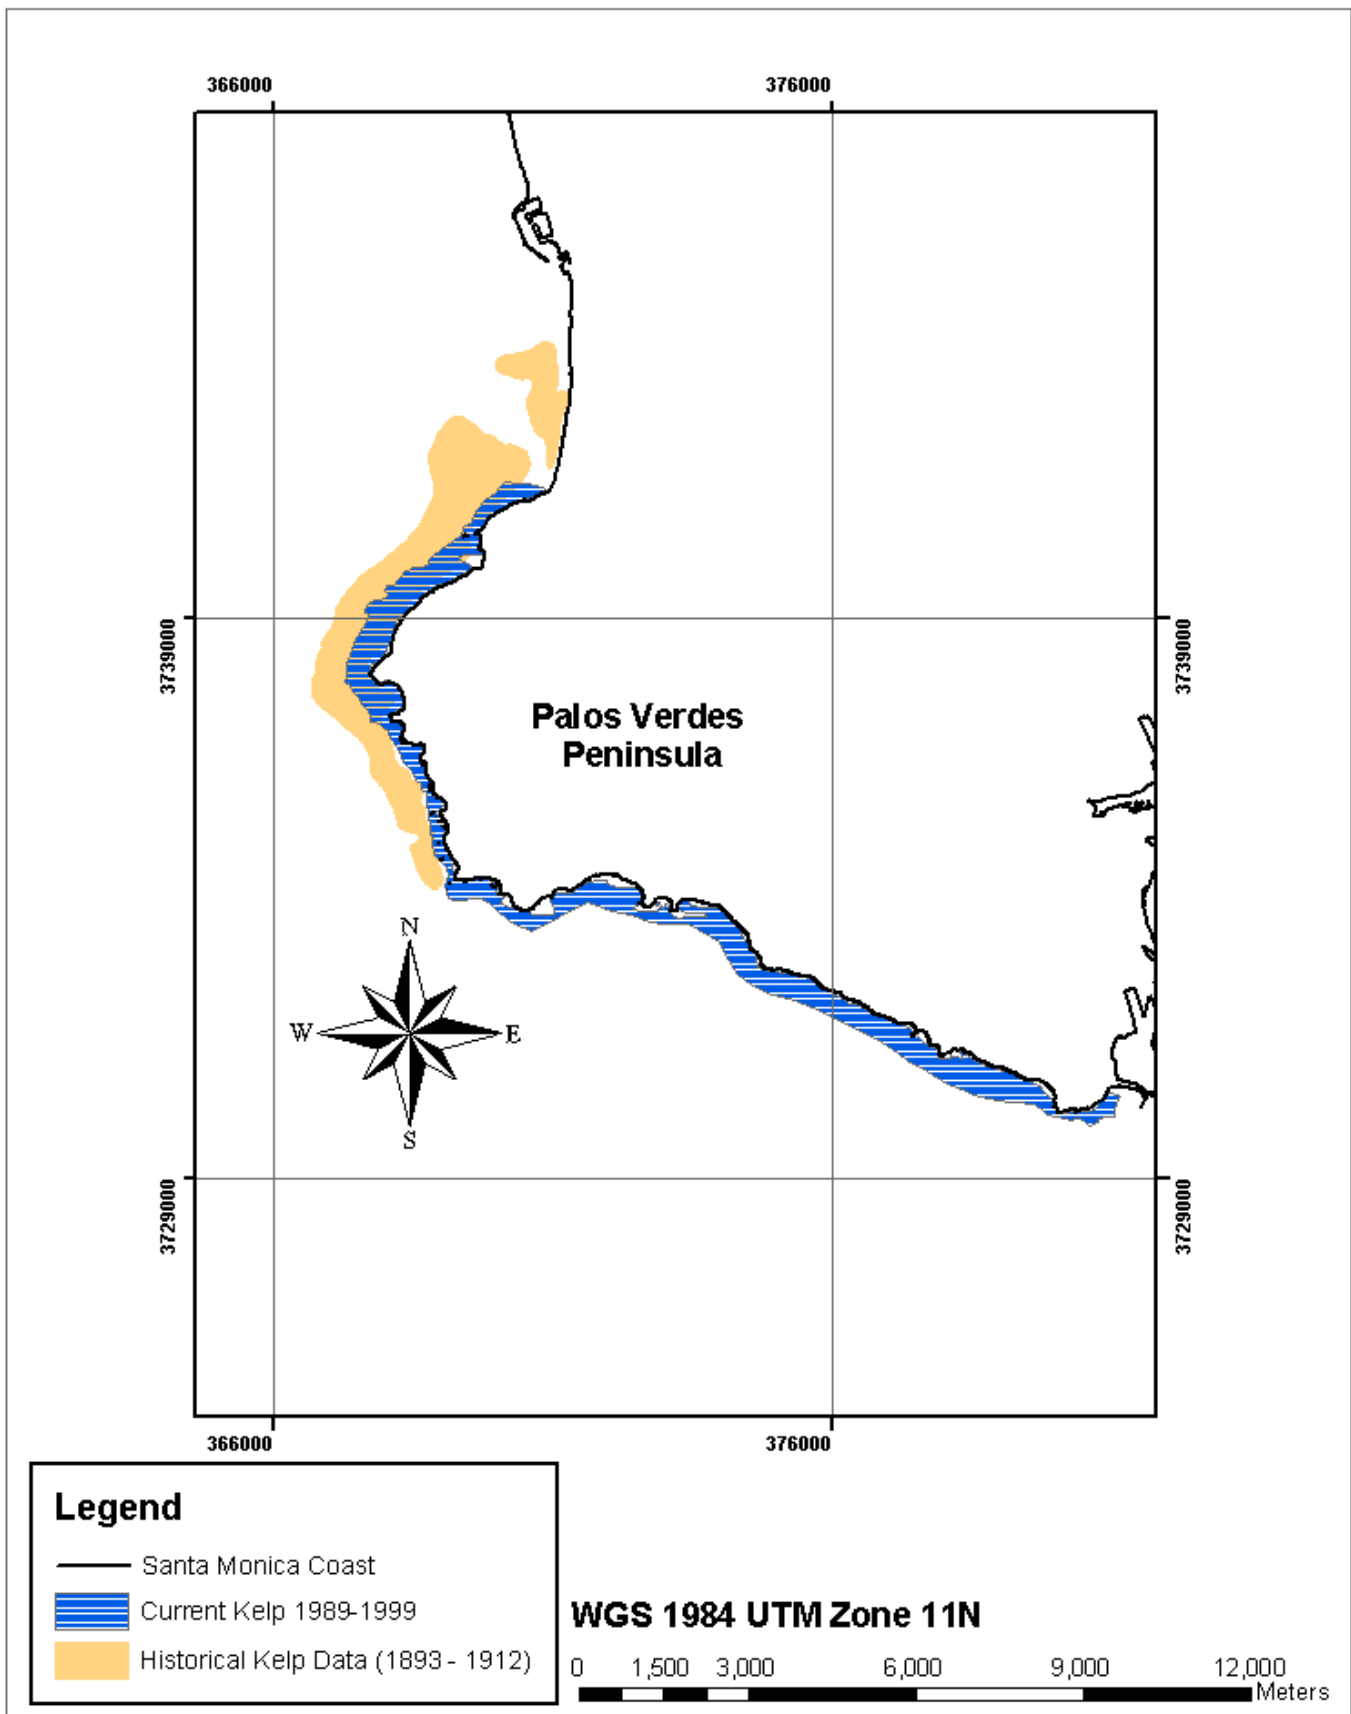 366000 376000
3739000 3739000
Palos Verdes
Peninsula
N
W E
S
3729000 3729000
366000 376000
Legend
Santa Monica Coast
Current Kelp 1989-1999
Historical Kelp Data (1893 - 1912)
WGS 1984 UTM Zone 11N
0 1,500 3,000 6,000 9,000 12,000
Meters